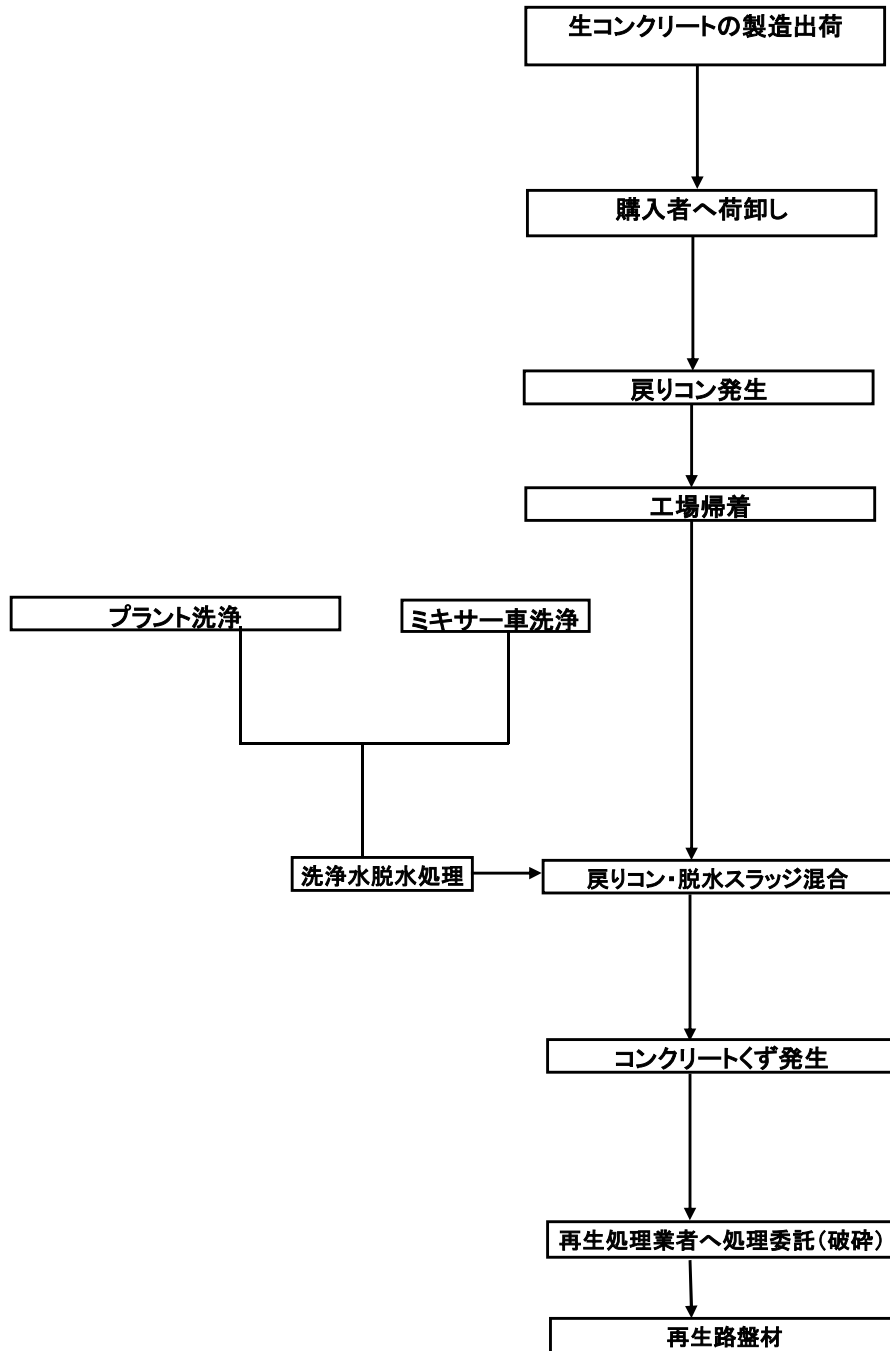 生コンクリートの製造出荷
購入者へ荷卸し
戻りコン発生
工場帰着
プラント洗浄
ミキサー車洗浄
洗浄水脱水処理
戻りコン・脱水スラッジ混合
コンクリートくず発生
再生処理業者へ処理委託(破砕)
再生路盤材